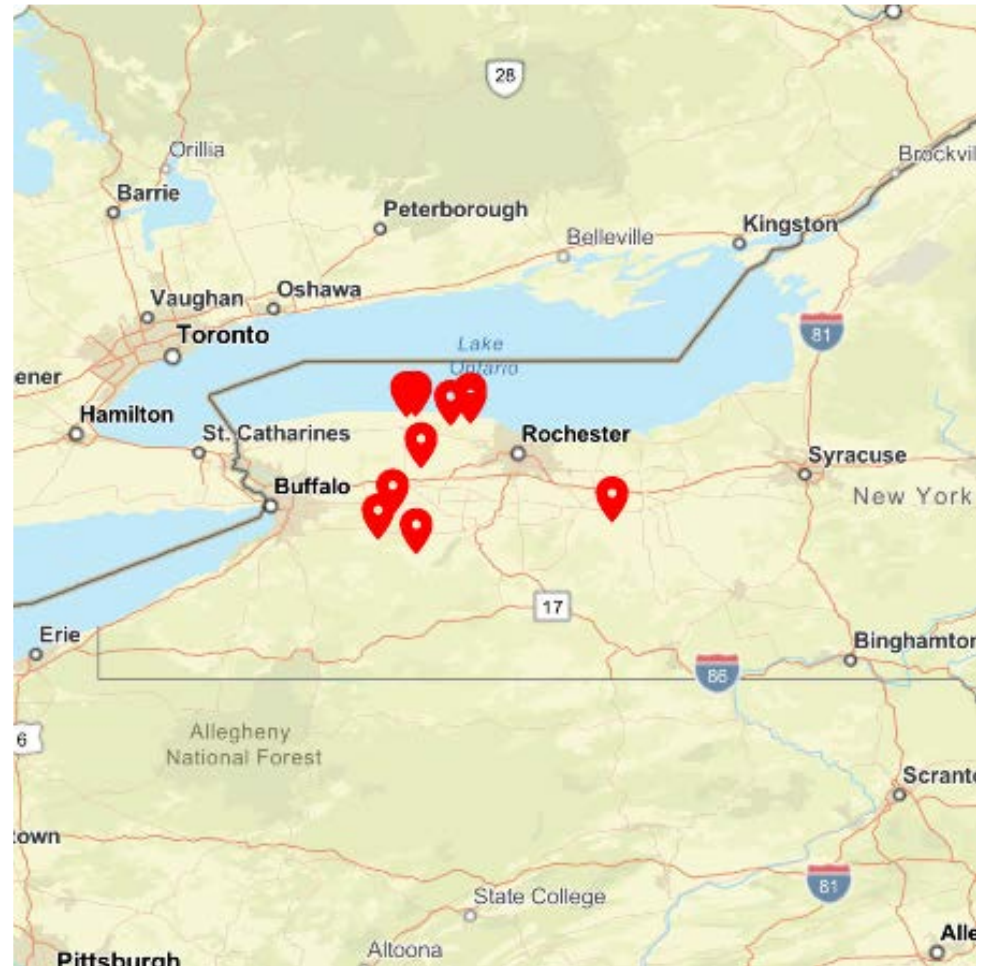 28
Orillia
Brockvil
Barrie
Peterborough
Kingston
Belleville
Oshawa
Vaughan
Toronto
81
Lake
Ontario
ener
Hamilton
St. Catharines
Rochester
Syracuse
Buffalo
New York
17
Erie
Binghamton
86
6
Allegheny
National Forest
Scrant
town
81
State College
Alle
Altoona
Pittsburgh